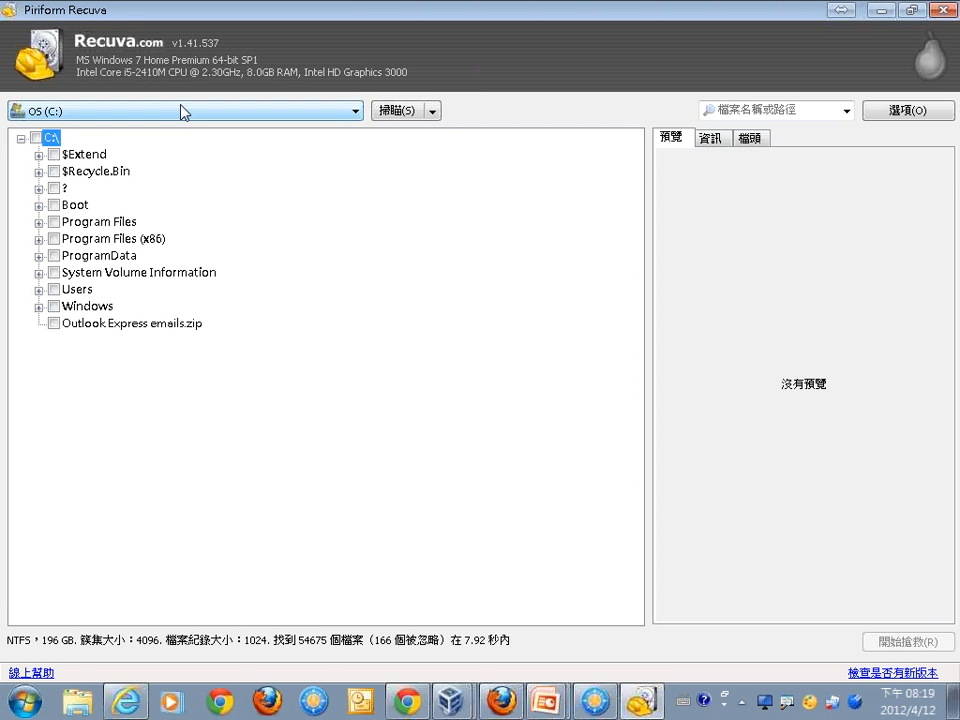 Piriform Recuva
Recuva.com v1.41.537
MS Windows 7 Home Premium 64-bit SP1
Intel Core i5-2410M CPU @ 2.30GHz, 8.0GB RAM, Intel HD Graphics 3000
OS (C:)
掃瞄(S)
檔案名稱或路徑
選項(O)
C:\
$Extend
$Recycle.Bin
?
Boot
Program Files
Program Files (x86)
ProgramData
System Volume Information
Users
Windows
Outlook Express emails.zip
預覽
資訊
檔頭
沒有預覽
NTFS，196 GB. 簇集大小：4096. 檔案紀錄大小：1024. 找到 54675 個檔案（166 個被忽略）在 7.92 秒內
開始搶救(R)
線上幫助
檢查是否有新版本
下午 08:19
2012/4/12